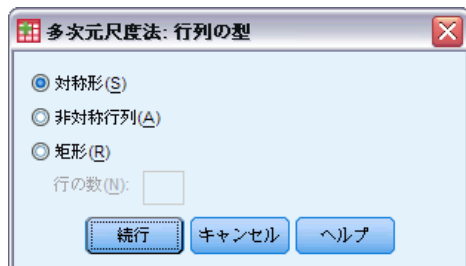 多次元尺度法: 行列の型
対称形(S)
非対称行列(A)
矩形(R)
行の数(N):
続行 キャンセル ヘルプ